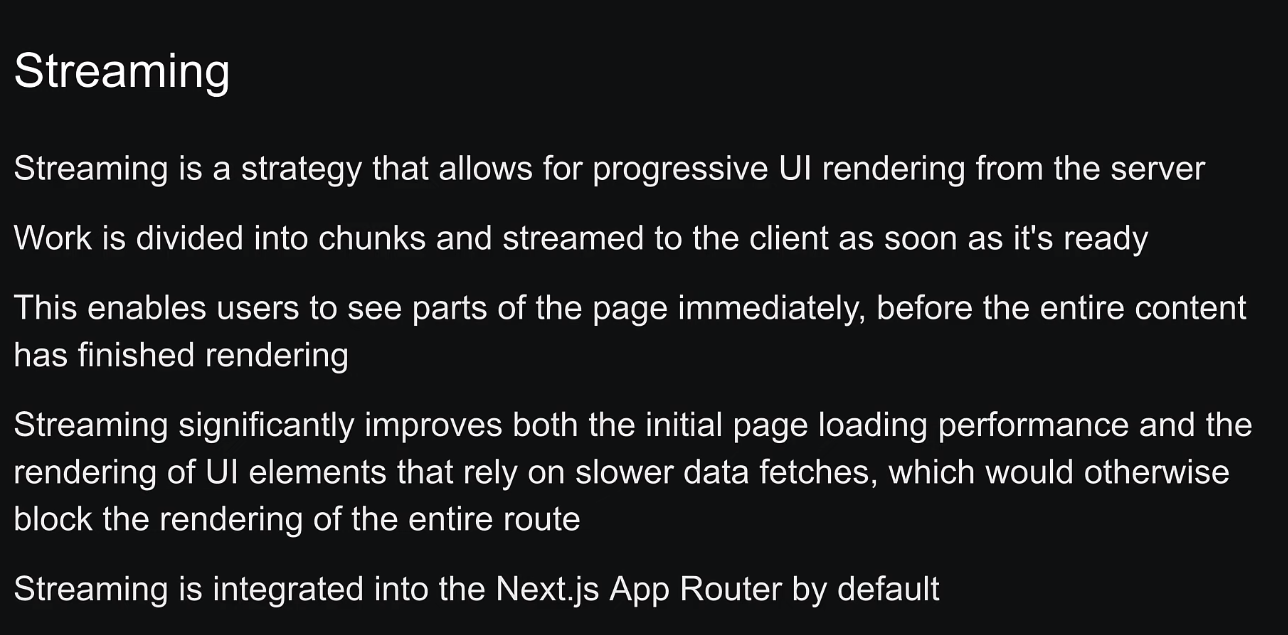 Streaming
Streaming is a strategy that allows for progressive UI rendering from the server
Work is divided into chunks and streamed to the client as soon as it's ready
This enables users to see parts of the page immediately, before the entire content
has finished rendering
Streaming significantly improves both the initial page loading performance and the
rendering of UI elements that rely on slower data fetches, which would otherwise
block the rendering of the entire route
Streaming is integrated into the Next.js App Router by default